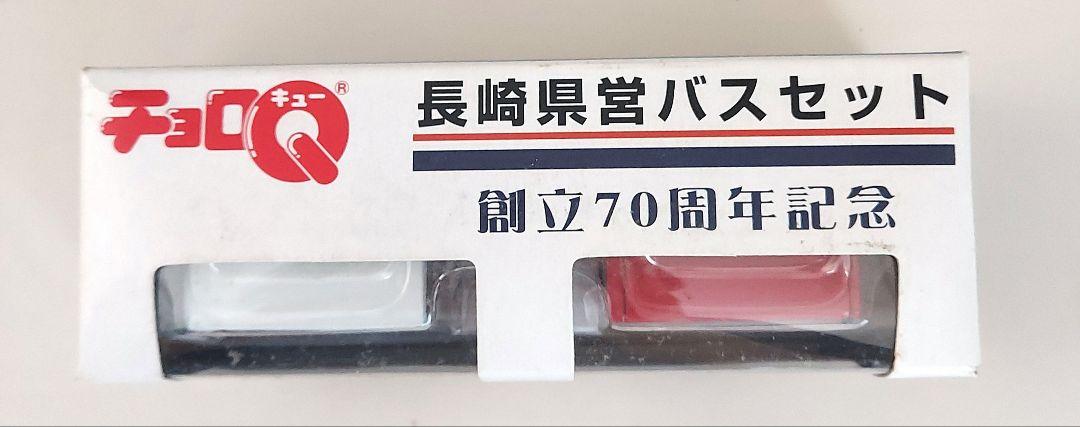 チョロQ キュー ®
長崎県営バスセット
創立70周年記念